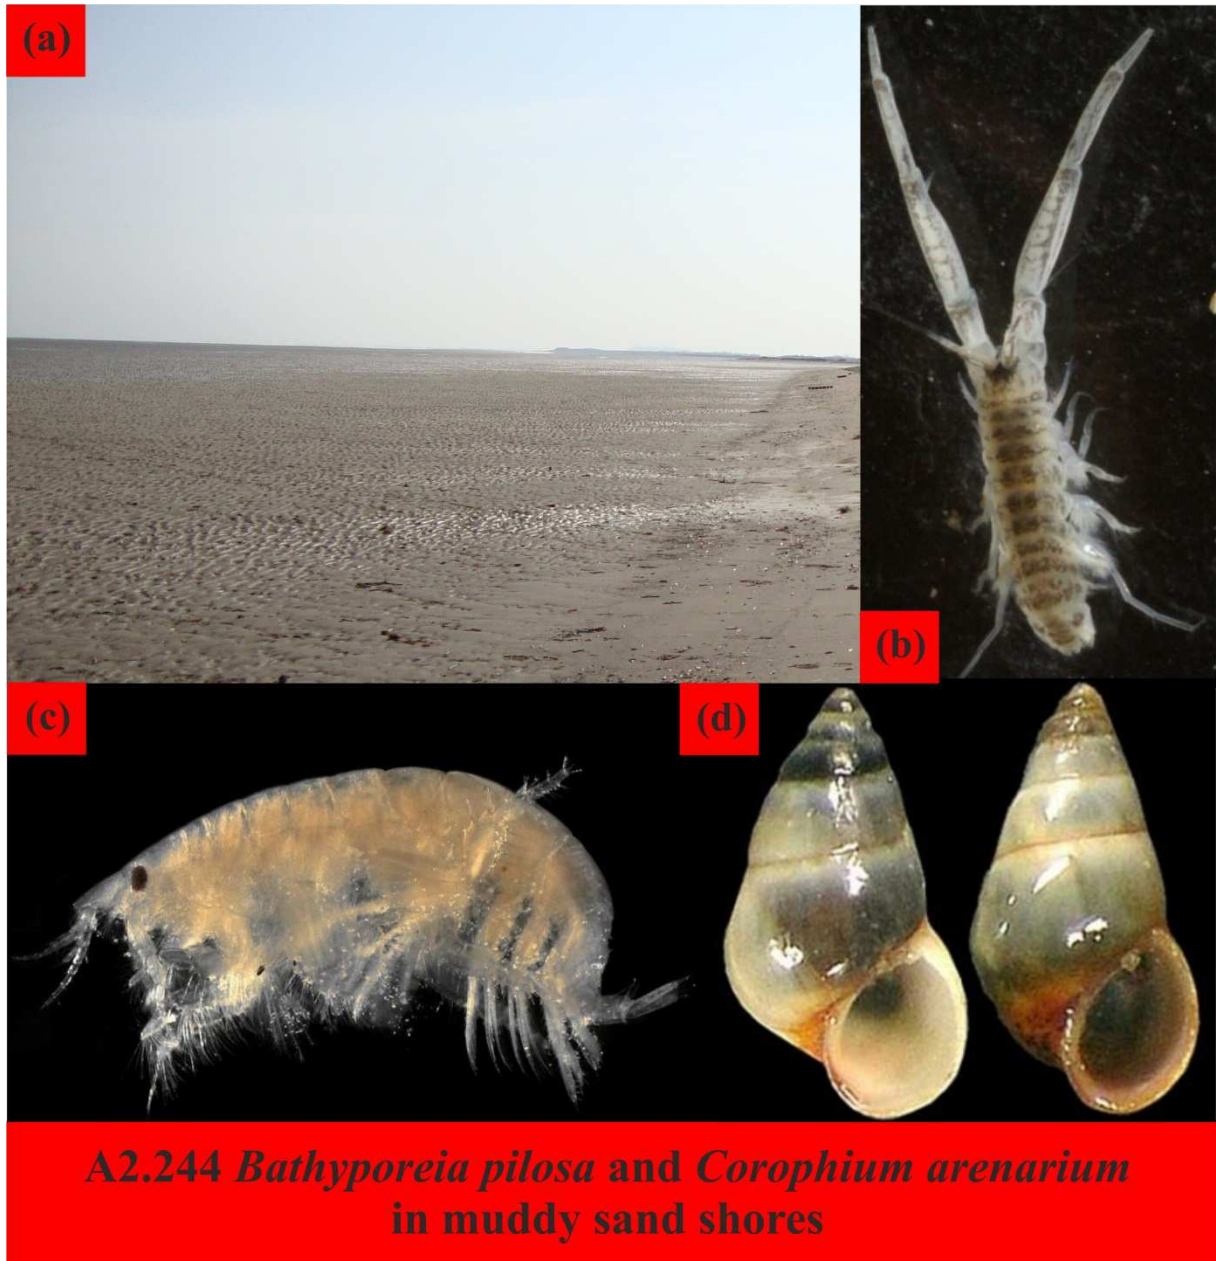 (a)
(b)
(c)
(d)
A2.244 Bathyporeia pilosa and Corophium arenarium
in muddy sand shores